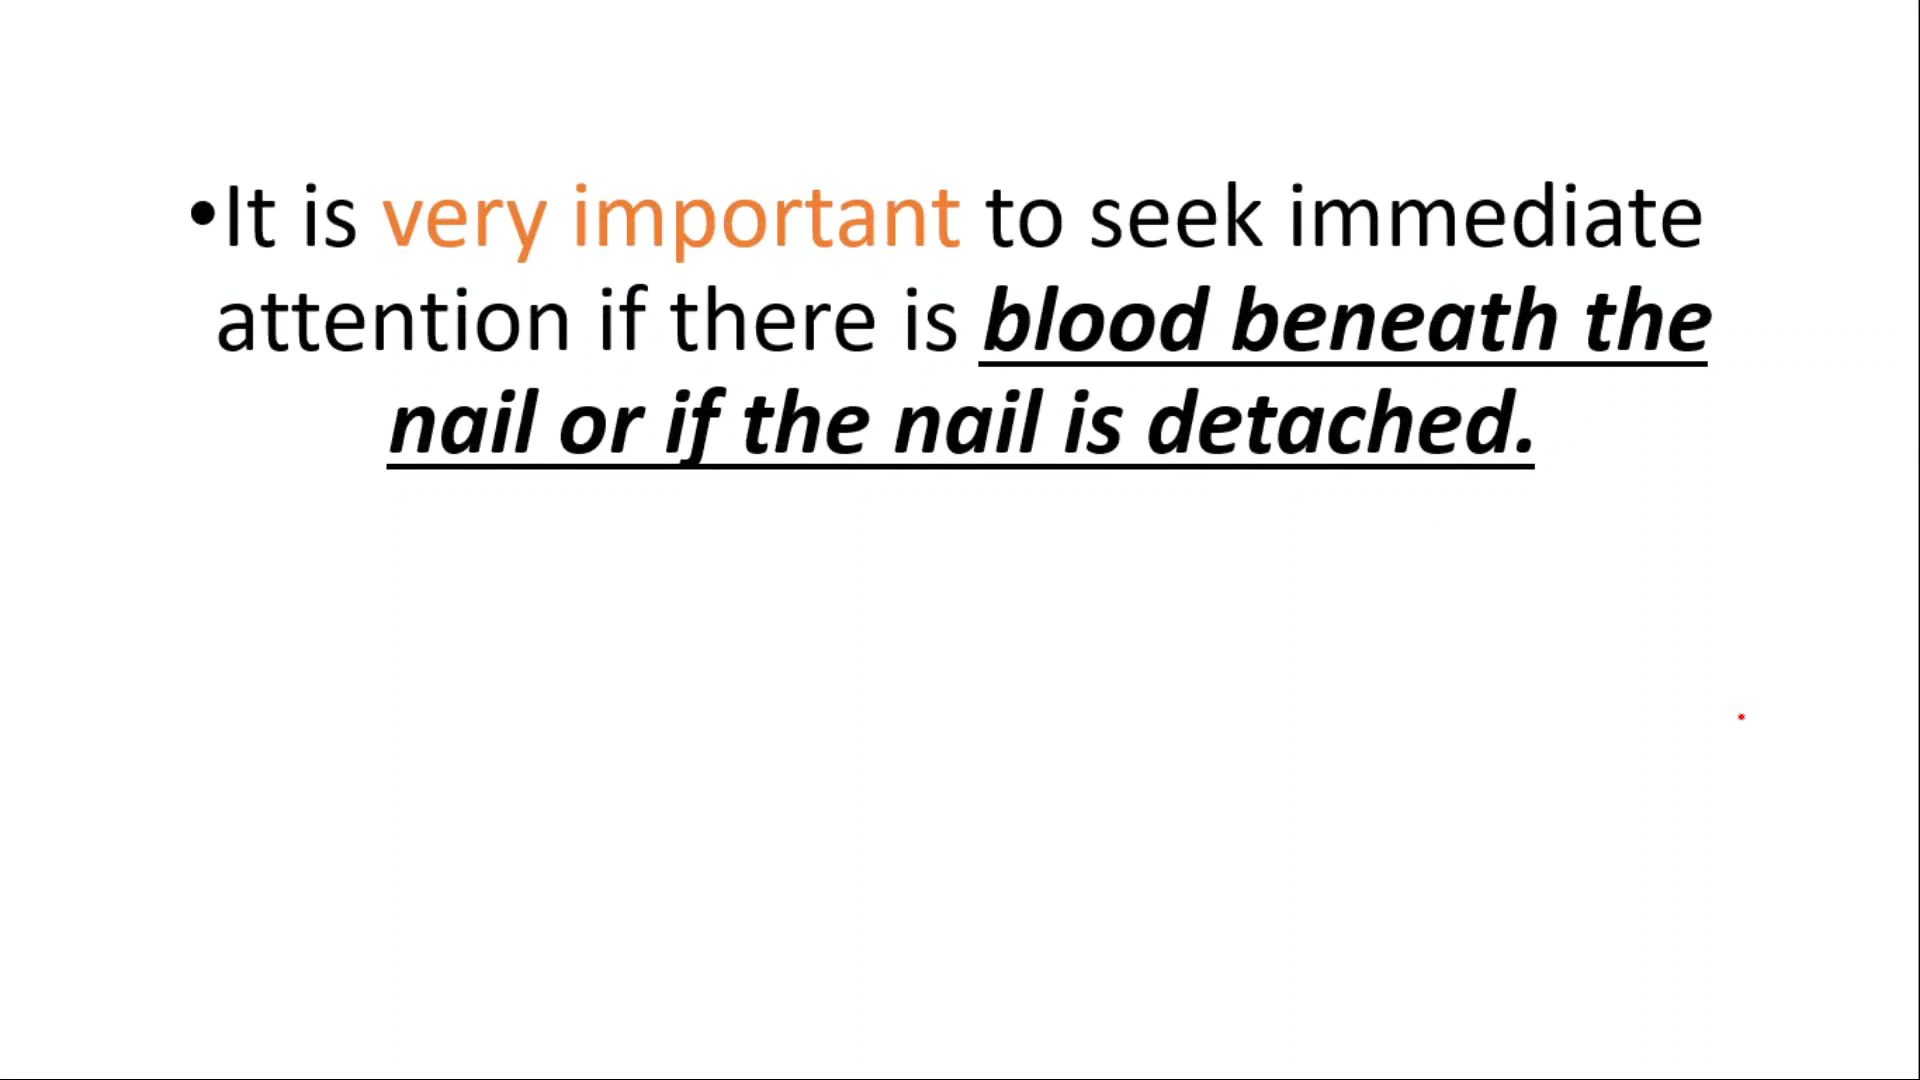 •It is very important to seek immediate
attention if there is blood beneath the
nail or if the nail is detached.